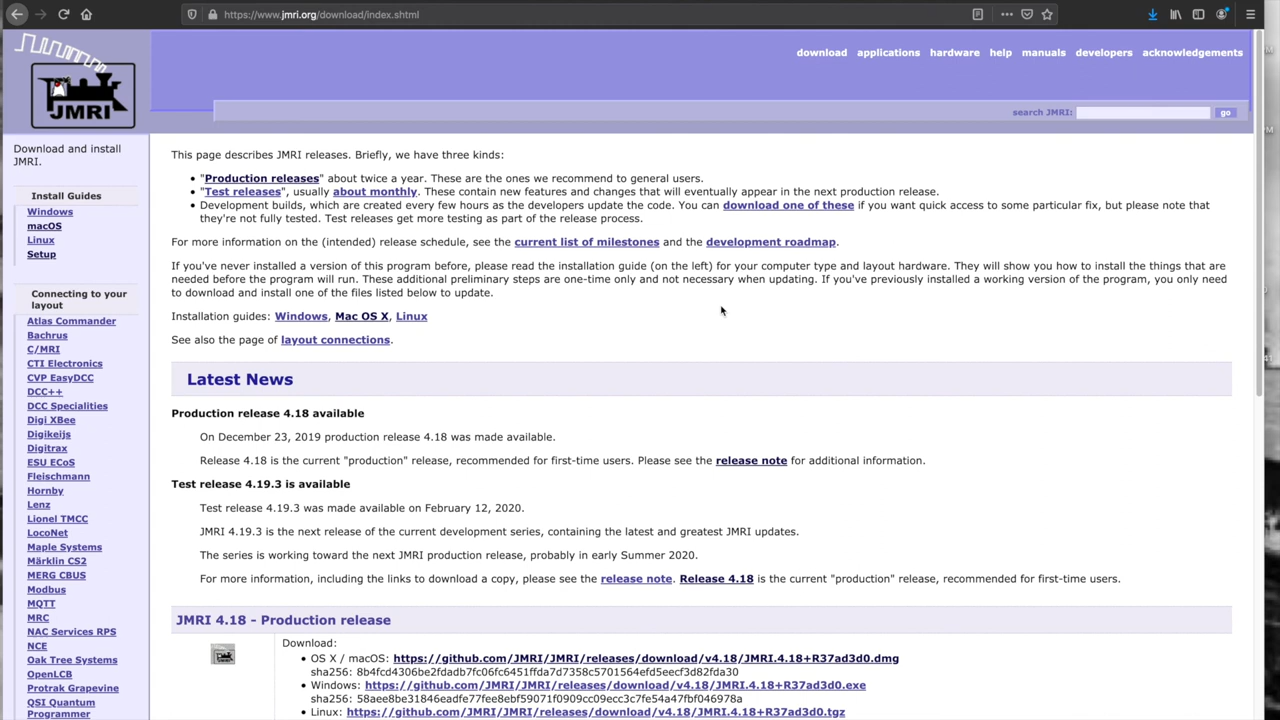 https://www.jmri.org/download/index.shtml
JMRI
download applications hardware help manuals developers acknowledgements
search JMRI: go
Download and install
JMRI.
Install Guides
Windows
macOS
Linux
Setup
Connecting to your
layout
Atlas Commander
Bachrus
C/MRI
CTI Electronics
CVP EasyDCC
DCC++
DCC Specialities
Digi XBee
Digikeijs
Digitrax
ESU ECoS
Fleischmann
Hornby
Lenz
Lionel TMCC
LocoNet
Maple Systems
Märklin CS2
MERG CBUS
Modbus
MQTT
MRC
NAC Services RPS
NCE
Oak Tree Systems
OpenLCB
Protrak Grapevine
QSI Quantum
Programmer
This page describes JMRI releases. Briefly, we have three kinds:
• "Production releases" about twice a year. These are the ones we recommend to general users.
• "Test releases", usually about monthly. These contain new features and changes that will eventually appear in the next production release.
• Development builds, which are created every few hours as the developers update the code. You can download one of these if you want quick access to some particular fix, but please note that
they're not fully tested. Test releases get more testing as part of the release process.
For more information on the (intended) release schedule, see the current list of milestones and the development roadmap.
If you've never installed a version of this program before, please read the installation guide (on the left) for your computer type and layout hardware. They will show you how to install the things that are
needed before the program will run. These additional preliminary steps are one-time only and not necessary when updating. If you've previously installed a working version of the program, you only need
to download and install one of the files listed below to update.
Installation guides: Windows, Mac OS X, Linux
See also the page of layout connections.
Latest News
Production release 4.18 available
On December 23, 2019 production release 4.18 was made available.
Release 4.18 is the current "production" release, recommended for first-time users. Please see the release note for additional information.
Test release 4.19.3 is available
Test release 4.19.3 was made available on February 12, 2020.
JMRI 4.19.3 is the next release of the current development series, containing the latest and greatest JMRI updates.
The series is working toward the next JMRI production release, probably in early Summer 2020.
For more information, including the links to download a copy, please see the release note. Release 4.18 is the current "production" release, recommended for first-time users.
JMRI 4.18 - Production release
Download:
• OS X / macOS: https://github.com/JMRI/JMRI/releases/download/v4.18/JMRI.4.18+R37ad3d0.dmg
sha256: 8b4fcd4306be2fdadb7fc06fc6451ffda7d7358c5701564efd5eecf3d82fda30
• Windows: https://github.com/JMRI/JMRI/releases/download/v4.18/JMRI.4.18+R37ad3d0.exe
sha256: 58aee8be31846eadfe77fee8ebf59071f0909cc09ecc3c7fe54a47fbf046978a
• Linux: https://github.com/JMRI/JMRI/releases/download/v4.18/JMRI.4.18+R37ad3d0.tgz